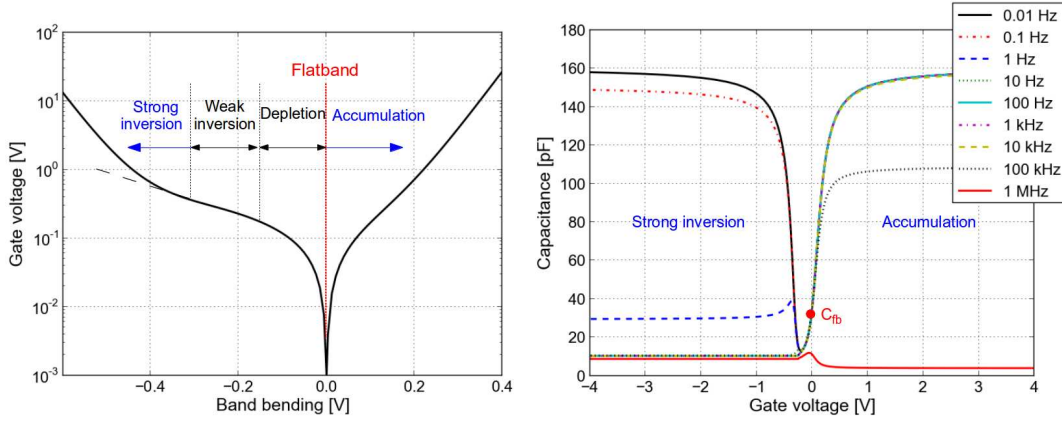 10²
10¹
10⁰
10⁻¹
10⁻²
10⁻³
Gate voltage [V]
Flatband
Strong inversion
Weak inversion
Depletion
Accumulation
−0.4
−0.2
0.0
0.2
0.4
Band bending [V]
180
160
140
120
100
80
60
40
20
0
Capacitance [pF]
0.01 Hz
0.1 Hz
1 Hz
10 Hz
100 Hz
1 kHz
10 kHz
100 kHz
1 MHz
Strong inversion
Accumulation
C_fb
−4
−3
−2
−1
0
1
2
3
4
Gate voltage [V]